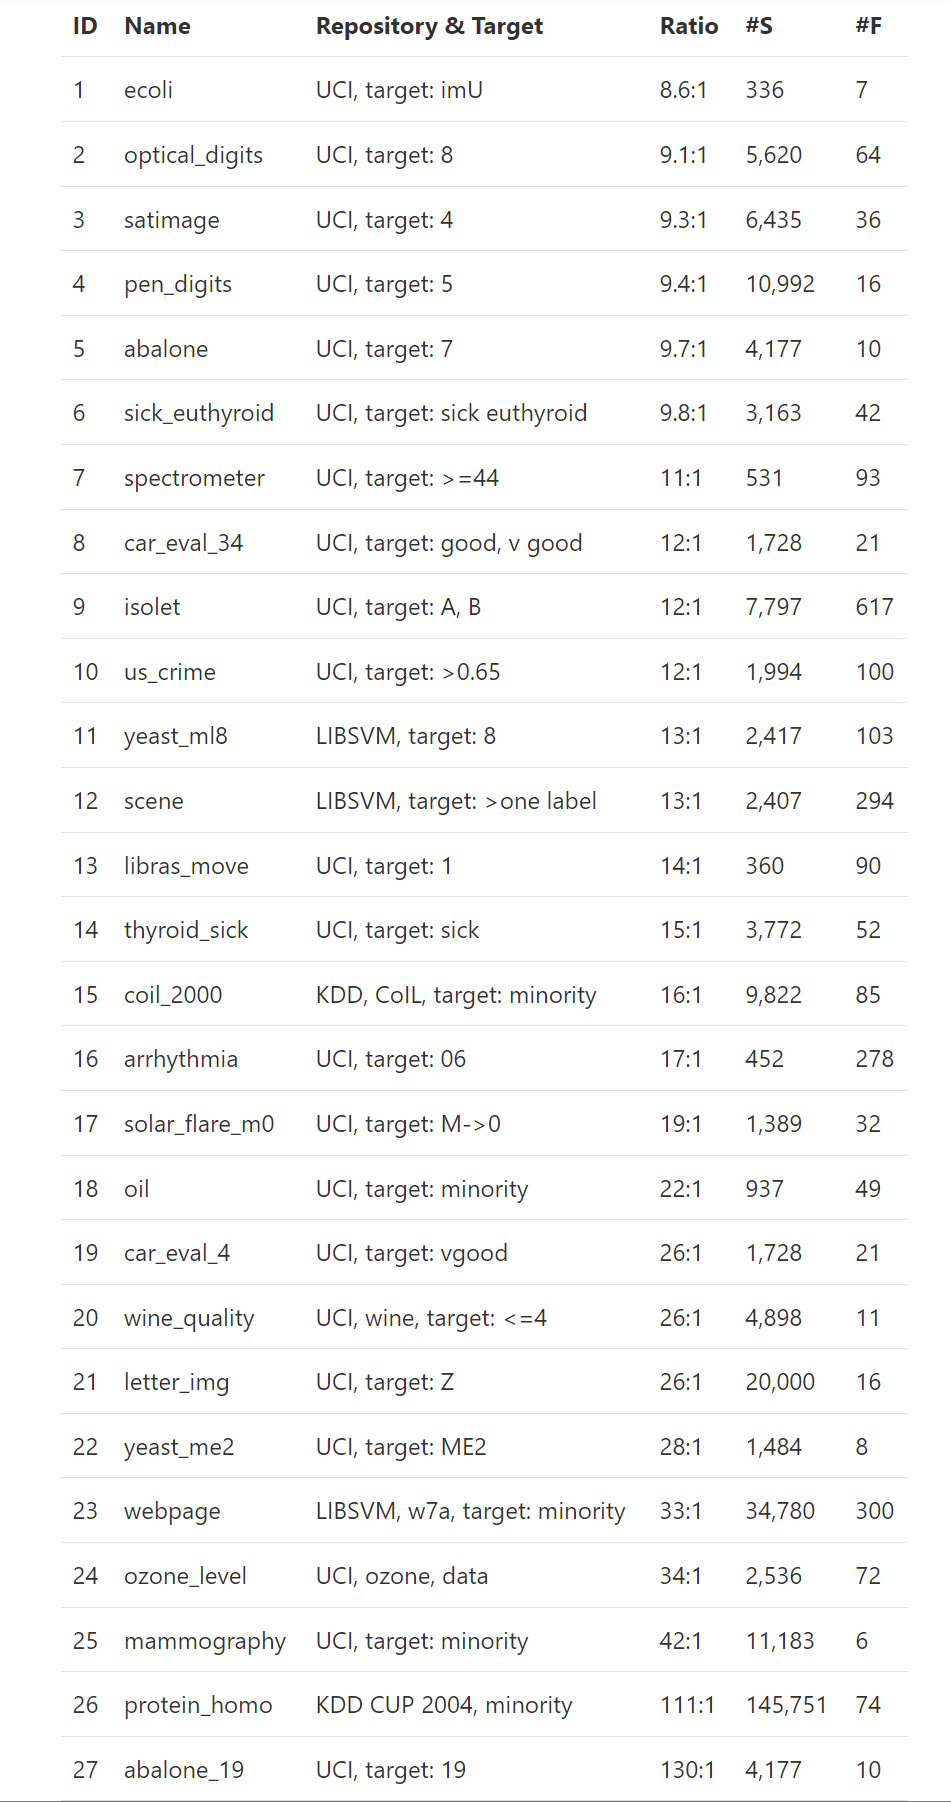 ID Name Repository & Target Ratio #S #F
1 ecoli UCI, target: imU 8.6:1 336 7
2 optical_digits UCI, target: 8 9.1:1 5,620 64
3 satimage UCI, target: 4 9.3:1 6,435 36
4 pen_digits UCI, target: 5 9.4:1 10,992 16
5 abalone UCI, target: 7 9.7:1 4,177 10
6 sick_euthyroid UCI, target: sick euthyroid 9.8:1 3,163 42
7 spectrometer UCI, target: >=44 11:1 531 93
8 car_eval_34 UCI, target: good, v good 12:1 1,728 21
9 isolet UCI, target: A, B 12:1 7,797 617
10 us_crime UCI, target: >0.65 12:1 1,994 100
11 yeast_ml8 LIBSVM, target: 8 13:1 2,417 103
12 scene LIBSVM, target: >one label 13:1 2,407 294
13 libras_move UCI, target: 1 14:1 360 90
14 thyroid_sick UCI, target: sick 15:1 3,772 52
15 coil_2000 KDD, CoIL, target: minority 16:1 9,822 85
16 arrhythmia UCI, target: 06 17:1 452 278
17 solar_flare_m0 UCI, target: M->0 19:1 1,389 32
18 oil UCI, target: minority 22:1 937 49
19 car_eval_4 UCI, target: vgood 26:1 1,728 21
20 wine_quality UCI, wine, target: <=4 26:1 4,898 11
21 letter_img UCI, target: Z 26:1 20,000 16
22 yeast_me2 UCI, target: ME2 28:1 1,484 8
23 webpage LIBSVM, w7a, target: minority 33:1 34,780 300
24 ozone_level UCI, ozone, data 34:1 2,536 72
25 mammography UCI, target: minority 42:1 11,183 6
26 protein_homo KDD CUP 2004, minority 111:1 145,751 74
27 abalone_19 UCI, target: 19 130:1 4,177 10